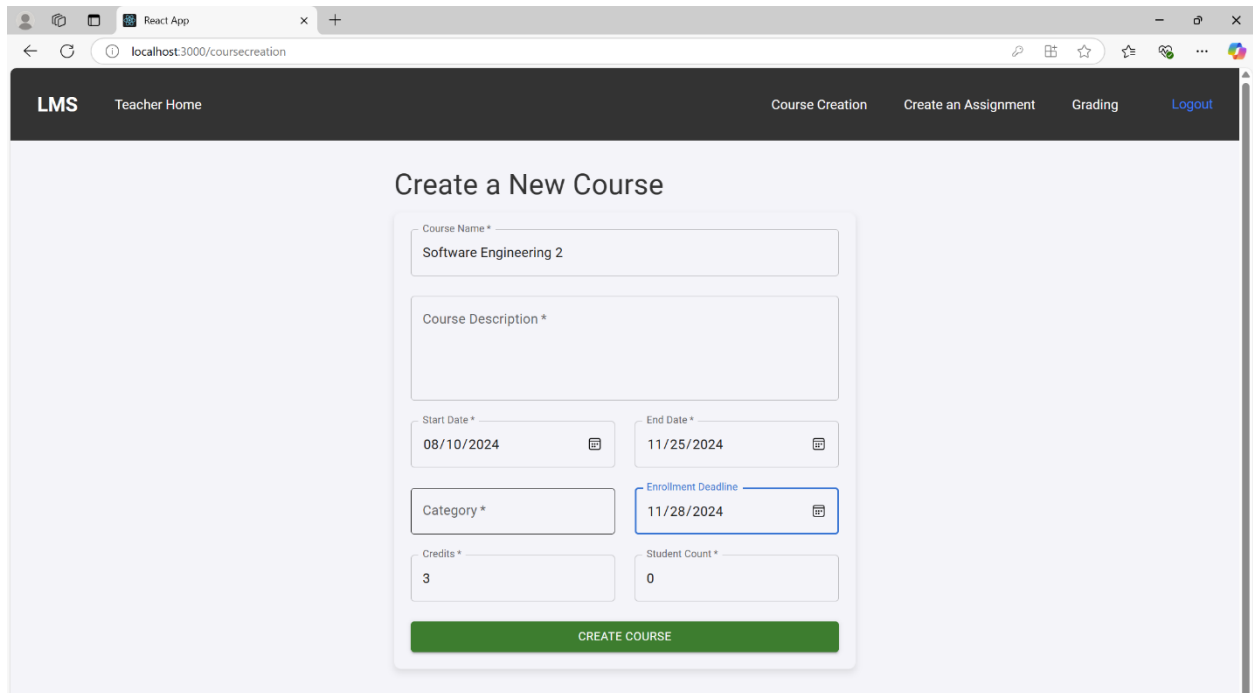 React App
localhost:3000/coursecreation
LMS Teacher Home Course Creation Create an Assignment Grading Logout
Create a New Course
Course Name *
Software Engineering 2
Course Description *
Start Date * End Date *
08/10/2024 11/25/2024
Enrollment Deadline
Category * 11/28/2024
Credits * Student Count *
3 0
CREATE COURSE